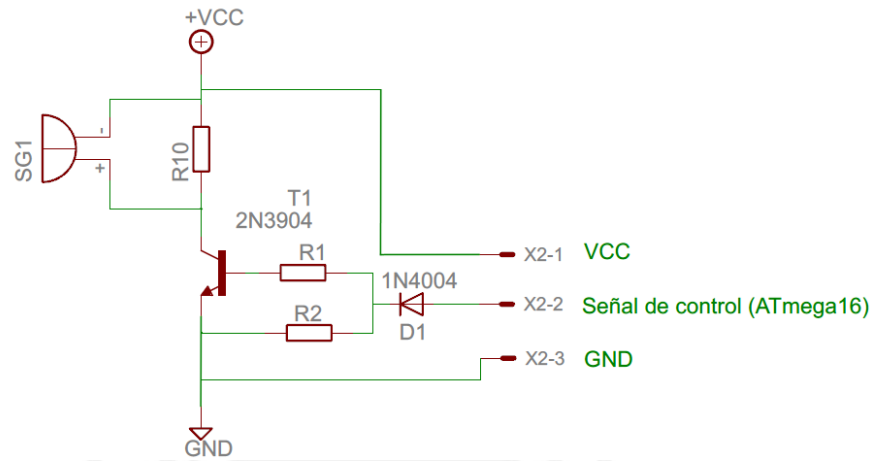 +VCC
-
+
SG1
R10
T1
2N3904
R1
R2
1N4004
D1
X2-1 VCC
X2-2 Señal de control (ATmega16)
X2-3 GND
GND